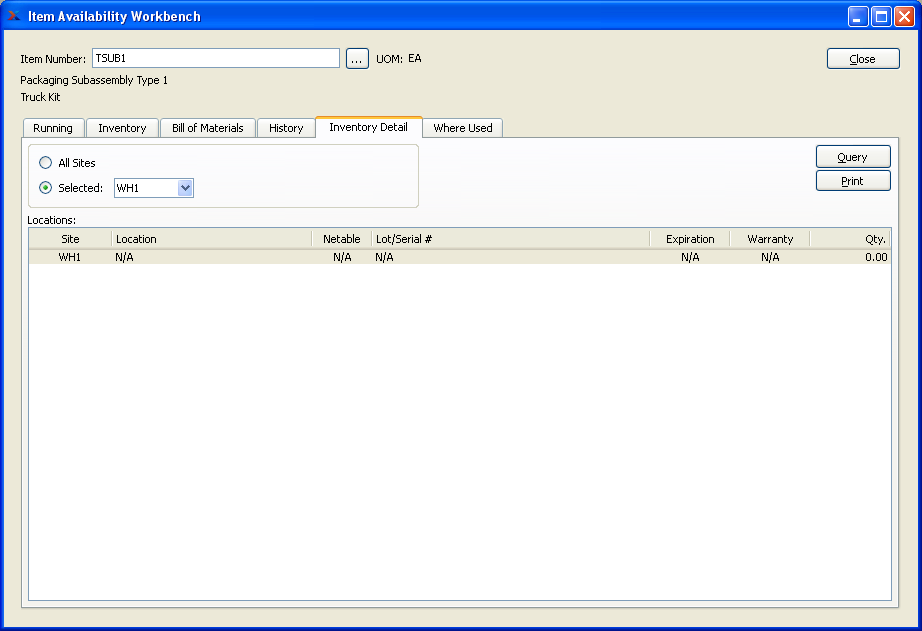 Item Availability Workbench
Item Number: TSUB1 ... UOM: EA Close
Packaging Subassembly Type 1
Truck Kit
Running Inventory Bill of Materials History Inventory Detail Where Used
All Sites Query
Selected: WH1 Print
Locations:
Site Location Netable Lot/Serial # Expiration Warranty Qty.
WH1 N/A N/A N/A N/A N/A 0.00